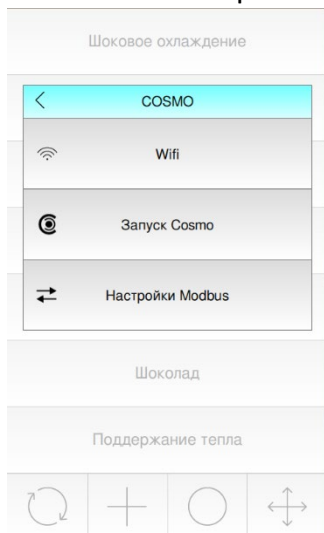 Шоковое охлаждение
COSMO
Wifi
Запуск Cosmo
Настройки Modbus
Шоколад
Поддержание тепла